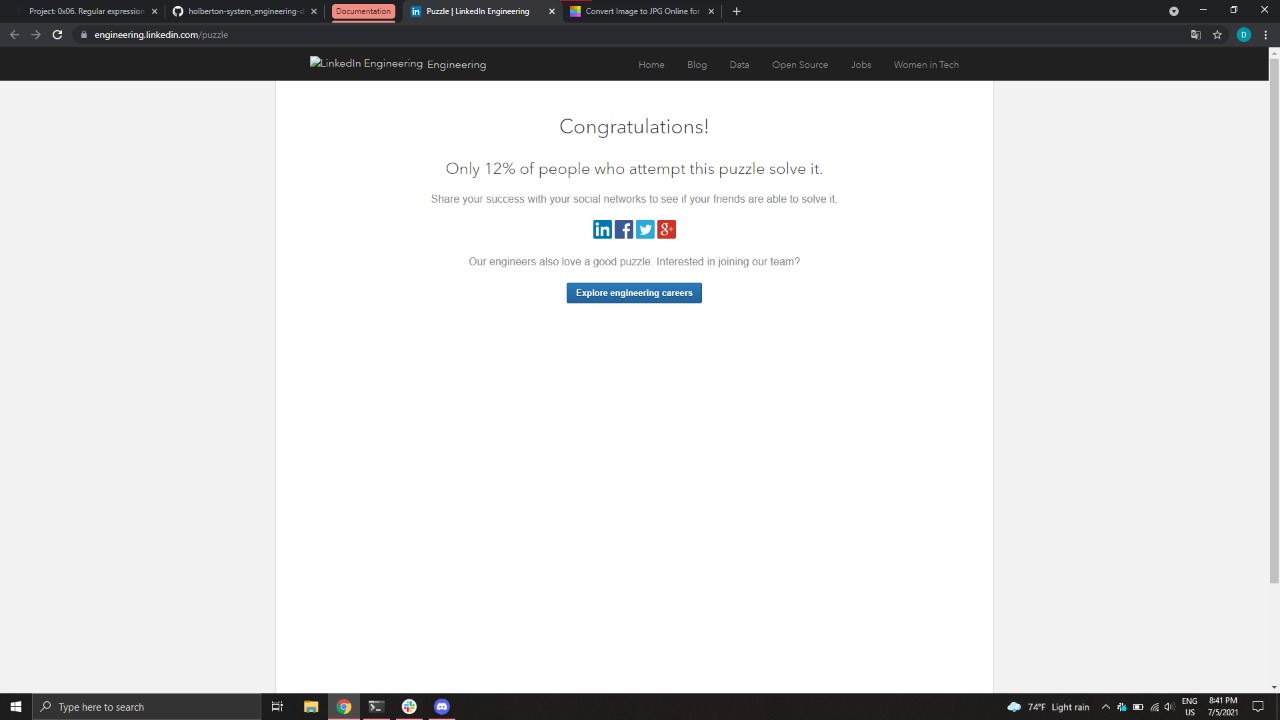 Project: 0x06. Regular expression
holberton-system_engineering-d
Documentation
Puzzle | LinkedIn Engineering
Convert Image to JPG Online for
engineering.linkedin.com/puzzle
D
LinkedIn Engineering Engineering
Home Blog Data Open Source Jobs Women in Tech
Congratulations!
Only 12% of people who attempt this puzzle solve it.
Share your success with your social networks to see if your friends are able to solve it.
in f g+
Our engineers also love a good puzzle. Interested in joining our team?
Explore engineering careers
Type here to search
74°F Light rain
ENG
US
8:41 PM
7/5/2021